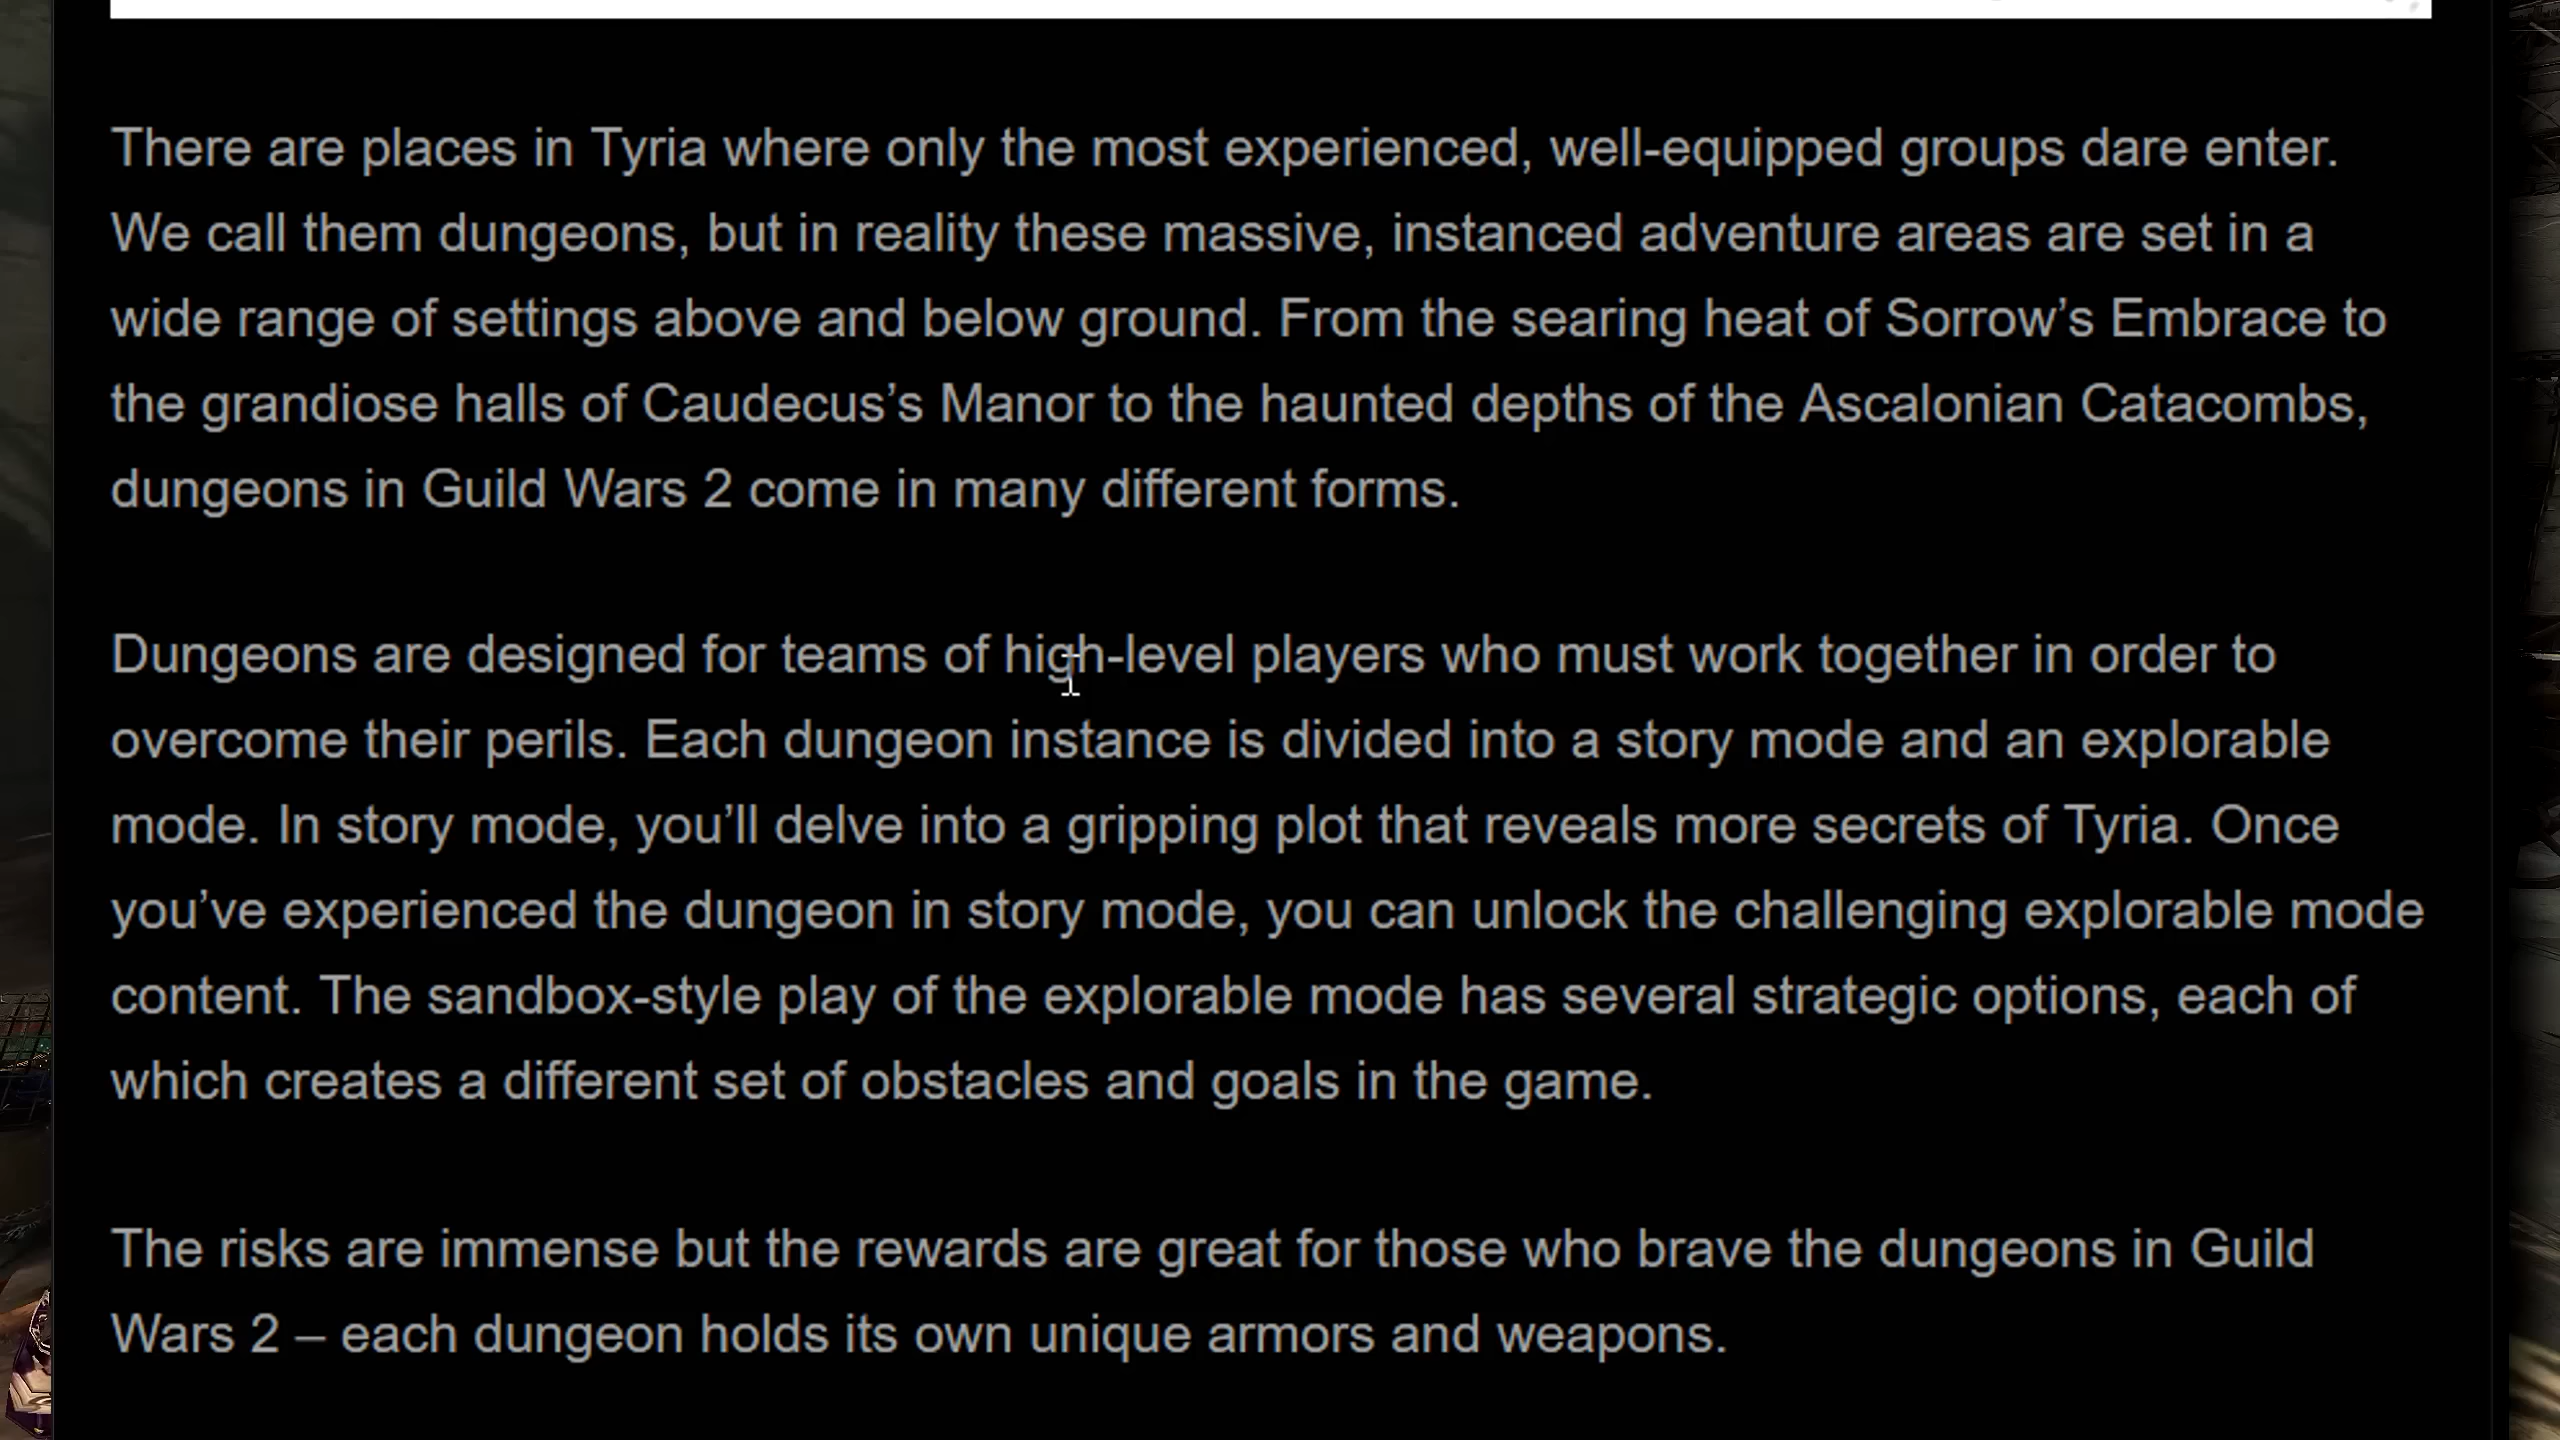 There are places in Tyria where only the most experienced, well-equipped groups dare enter.
We call them dungeons, but in reality these massive, instanced adventure areas are set in a
wide range of settings above and below ground. From the searing heat of Sorrow’s Embrace to
the grandiose halls of Caudecus’s Manor to the haunted depths of the Ascalonian Catacombs,
dungeons in Guild Wars 2 come in many different forms.
Dungeons are designed for teams of high-level players who must work together in order to
overcome their perils. Each dungeon instance is divided into a story mode and an explorable
mode. In story mode, you’ll delve into a gripping plot that reveals more secrets of Tyria. Once
you’ve experienced the dungeon in story mode, you can unlock the challenging explorable mode
content. The sandbox-style play of the explorable mode has several strategic options, each of
which creates a different set of obstacles and goals in the game.
The risks are immense but the rewards are great for those who brave the dungeons in Guild
Wars 2 – each dungeon holds its own unique armors and weapons.